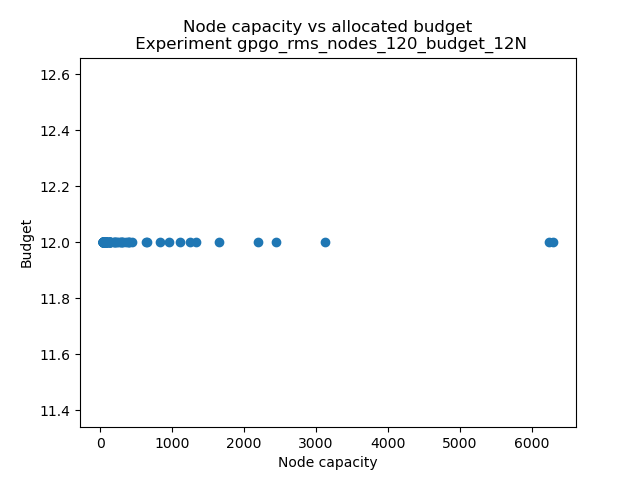 Node capacity vs allocated budget
Experiment gpgo_rms_nodes_120_budget_12N
12.6
12.4
12.2
12.0
11.8
11.6
11.4
Budget
0 1000 2000 3000 4000 5000 6000
Node capacity